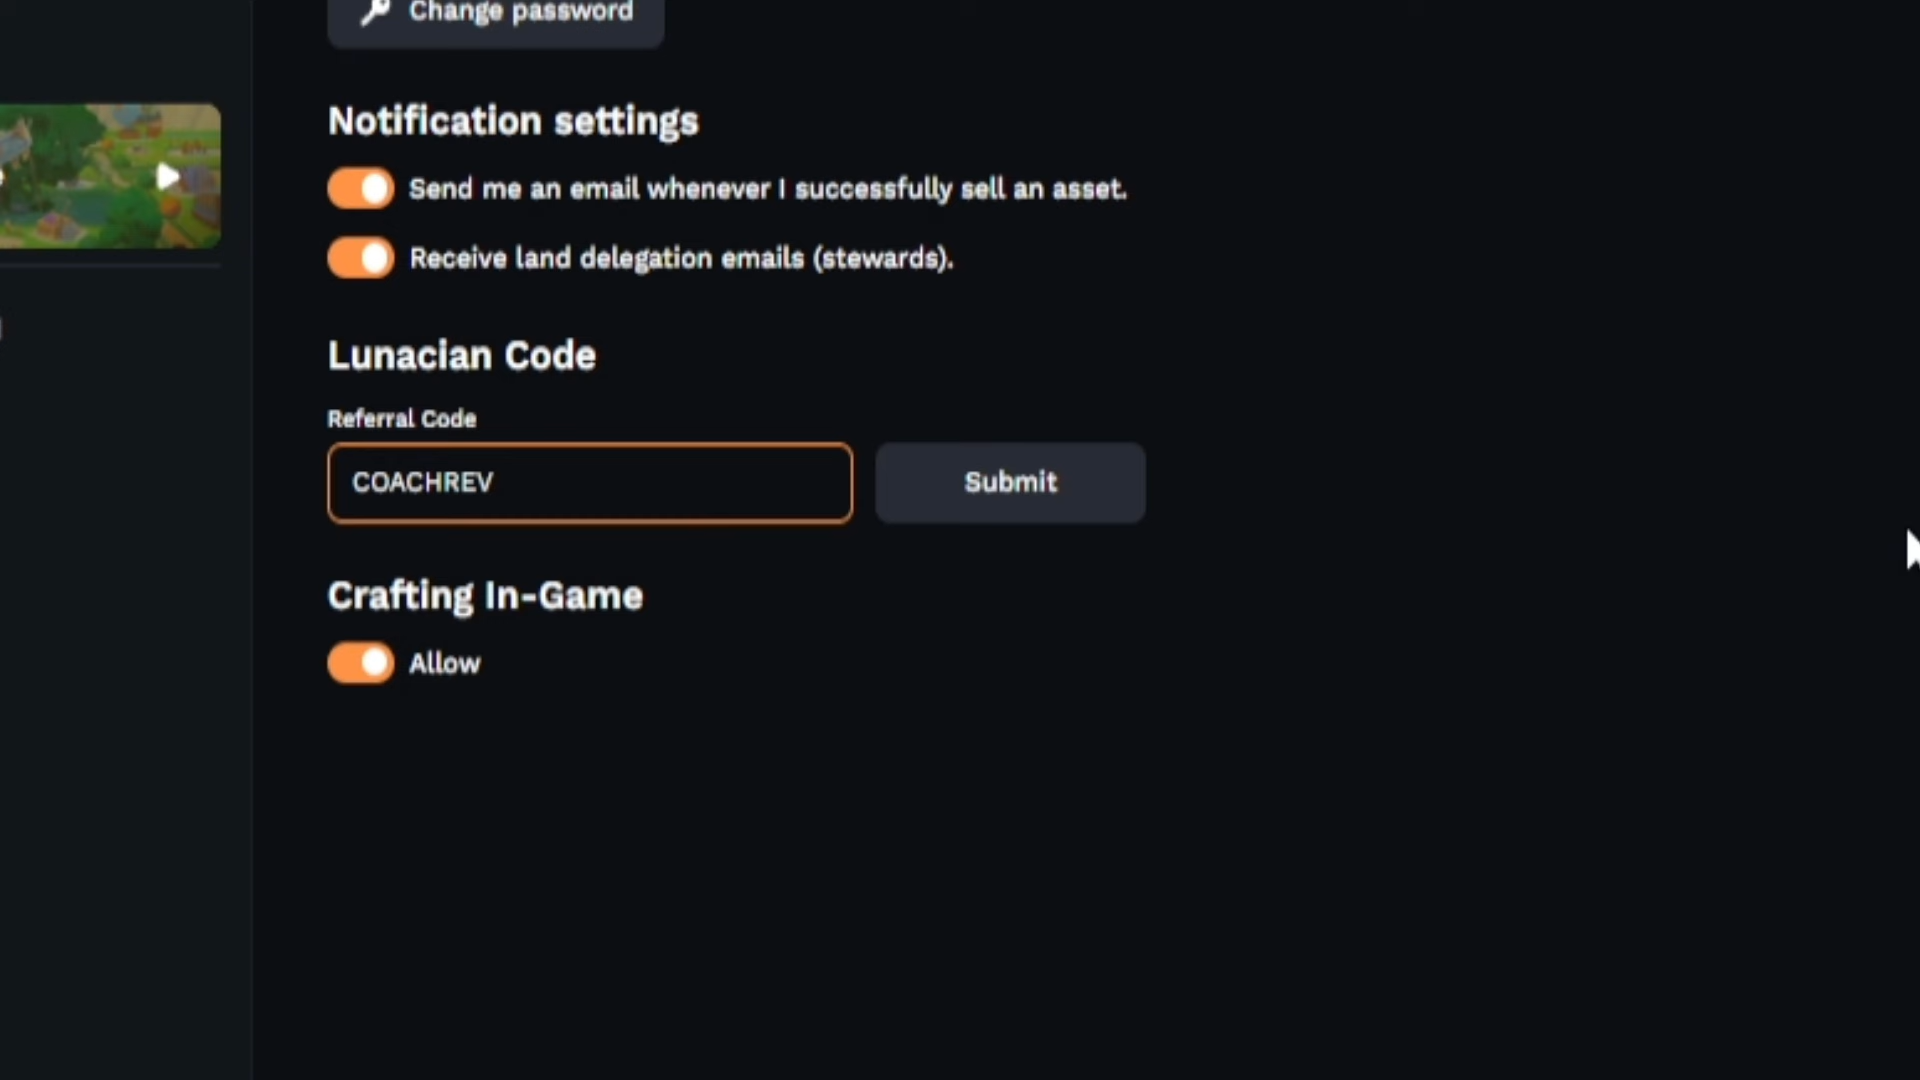 Change password
Notification settings
Send me an email whenever I successfully sell an asset.
Receive land delegation emails (stewards).
Lunacian Code
Referral Code
COACHREV
Submit
Crafting In-Game
Allow